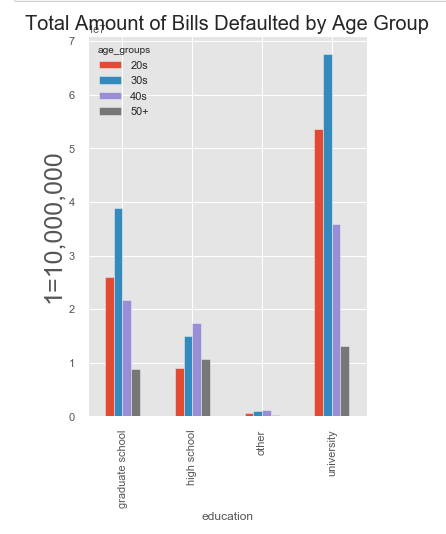 Total Amount of Bills Defaulted by Age Group
1e7
age_groups
20s
30s
40s
50+
7
6
5
4
3
2
1
0
1=10,000,000
graduate school
high school
other
university
education